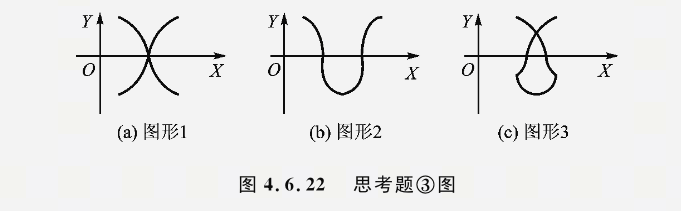 Y Y Y
O X O X O X
(a) 图形1 (b) 图形2 (c) 图形3
图 4.6.22 思考题③图